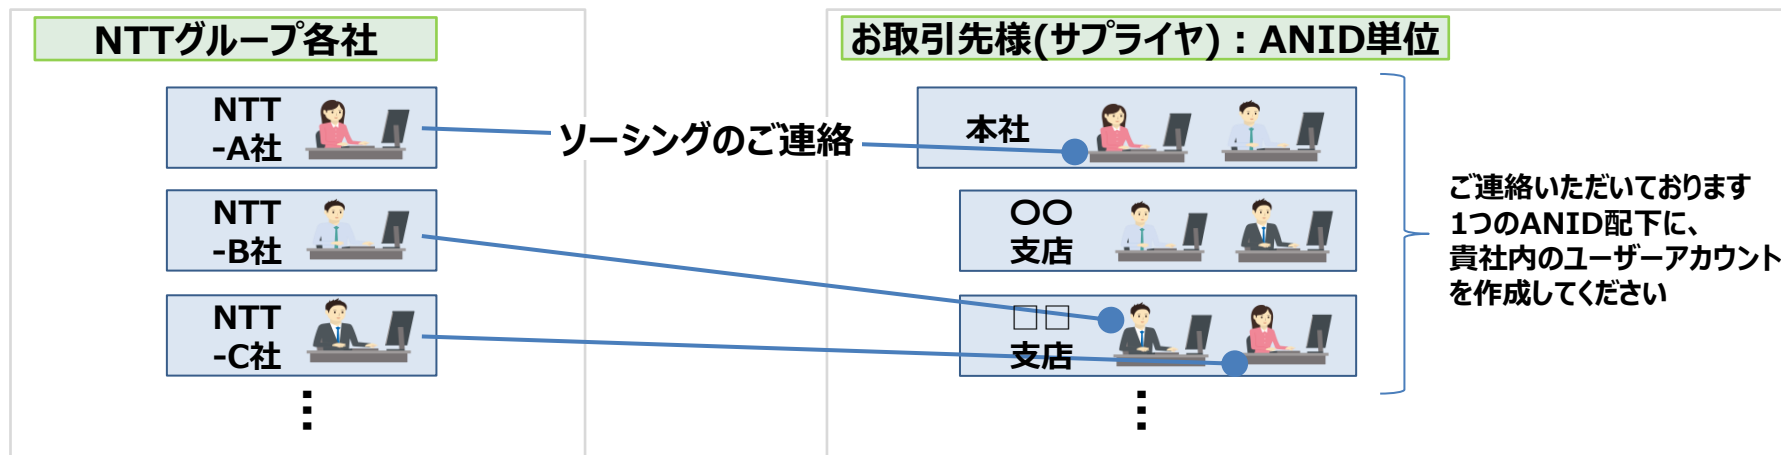 NTTグループ各社
お取引先様(サプライヤ)：ANID単位
NTT
-A社
ソーシングのご連絡
本社
NTT
-B社
〇〇
支店
NTT
-C社
□□
支店
ご連絡いただいております
1つのANID配下に、
貴社内のユーザーアカウント
を作成してください